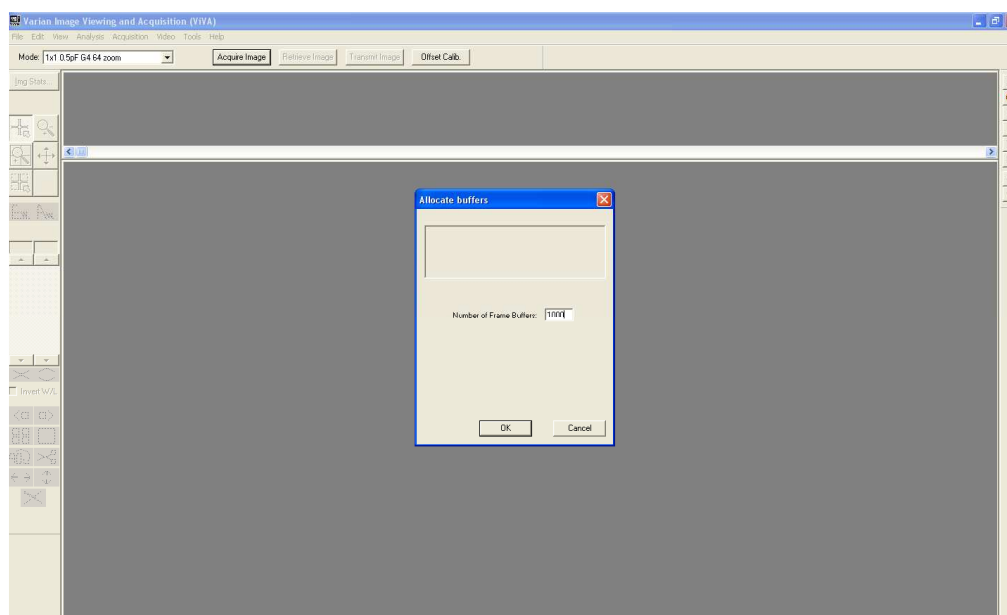 Varian Image Viewing and Acquisition (ViVA)
File Edit View Analysis Acquisition Video Tools Help
Mode: 1x1 0.5pF G4 64 zoom Acquire Image Retrieve Image Transmit Image Offset Calib.
Img Stats...
Allocate buffers
Number of Frame Buffers: 1000
Invert W/L
OK Cancel